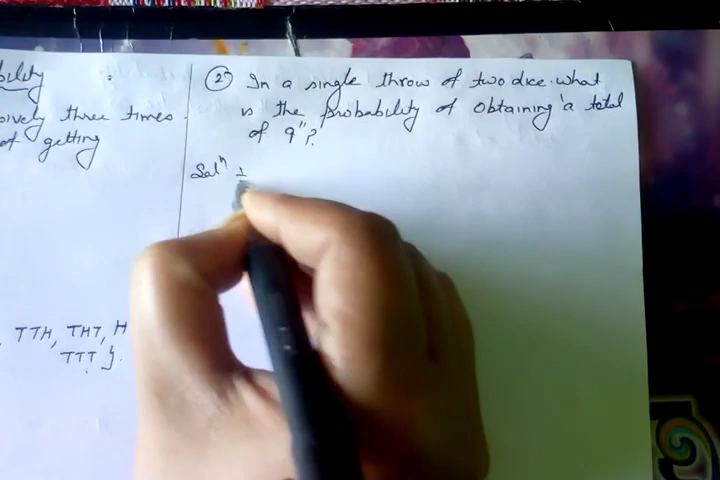 bility
sively three times.
of getting
TTH, THT, H
TTT }.
(2) In a single throw of two dice. what
is the probability of obtaining "a total
of 9"?
Solⁿ :